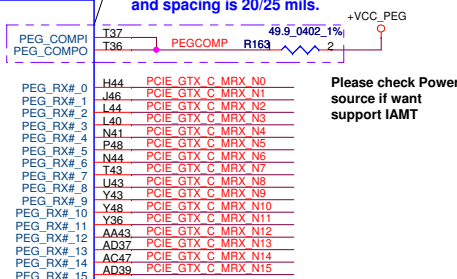 and spacing is 20/25 mils.
+VCC_PEG
PEG_COMPI T37 49.9_0402_1%
PEG_COMPO T36 PEGCOMP R163 2
PEG_RX#_0 H44 PCIE_GTX_C_MRX_N0
PEG_RX#_1 J46 PCIE_GTX_C_MRX_N1
PEG_RX#_2 L44 PCIE_GTX_C_MRX_N2
PEG_RX#_3 L40 PCIE_GTX_C_MRX_N3
PEG_RX#_4 N41 PCIE_GTX_C_MRX_N4
PEG_RX#_5 P48 PCIE_GTX_C_MRX_N5
PEG_RX#_6 N44 PCIE_GTX_C_MRX_N6
PEG_RX#_7 T43 PCIE_GTX_C_MRX_N7
PEG_RX#_8 U43 PCIE_GTX_C_MRX_N8
PEG_RX#_9 Y43 PCIE_GTX_C_MRX_N9
PEG_RX#_10 Y48 PCIE_GTX_C_MRX_N10
PEG_RX#_11 Y36 PCIE_GTX_C_MRX_N11
PEG_RX#_12 AA43 PCIE_GTX_C_MRX_N12
PEG_RX#_13 AD37 PCIE_GTX_C_MRX_N13
PEG_RX#_14 AC47 PCIE_GTX_C_MRX_N14
PEG_RX#_15 AD39 PCIE_GTX_C_MRX_N15
Please check Power
source if want
support IAMT